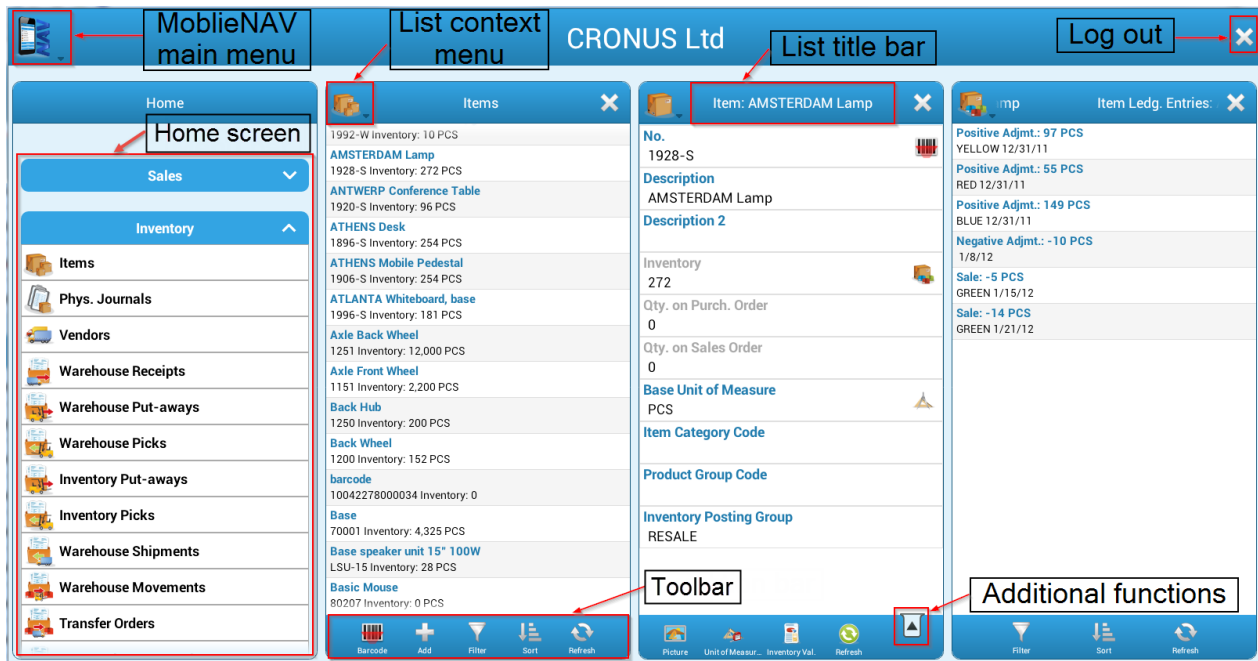 MoblieNAV
main menu
List context
menu
CRONUS Ltd
List title bar
Log out
Home
Home screen
Sales
Inventory
Items
Phys. Journals
Vendors
Warehouse Receipts
Warehouse Put-aways
Warehouse Picks
Inventory Put-aways
Inventory Picks
Warehouse Shipments
Warehouse Movements
Transfer Orders
Items
1992-W Inventory: 10 PCS
AMSTERDAM Lamp
1928-S Inventory: 272 PCS
ANTWERP Conference Table
1920-S Inventory: 96 PCS
ATHENS Desk
1896-S Inventory: 254 PCS
ATHENS Mobile Pedestal
1906-S Inventory: 254 PCS
ATLANTA Whiteboard, base
1996-S Inventory: 181 PCS
Axle Back Wheel
1251 Inventory: 12,000 PCS
Axle Front Wheel
1151 Inventory: 2,200 PCS
Back Hub
1250 Inventory: 200 PCS
Back Wheel
1200 Inventory: 152 PCS
barcode
10042278000034 Inventory: 0
Base
70001 Inventory: 4,325 PCS
Base speaker unit 15" 100W
LSU-15 Inventory: 28 PCS
Basic Mouse
80207 Inventory: 0 PCS
Barcode Add Filter Sort Refresh
Toolbar
Item: AMSTERDAM Lamp
No.
1928-S
Description
AMSTERDAM Lamp
Description 2
Inventory
272
Qty. on Purch. Order
0
Qty. on Sales Order
0
Base Unit of Measure
PCS
Item Category Code
Product Group Code
Inventory Posting Group
RESALE
Picture Unit of Measur... Inventory Val. Refresh
Additional functions
mp Item Ledg. Entries:
Positive Adjmt.: 97 PCS
YELLOW 12/31/11
Positive Adjmt.: 55 PCS
RED 12/31/11
Positive Adjmt.: 149 PCS
BLUE 12/31/11
Negative Adjmt.: -10 PCS
1/8/12
Sale: -5 PCS
GREEN 1/15/12
Sale: -14 PCS
GREEN 1/21/12
Filter Sort Refresh